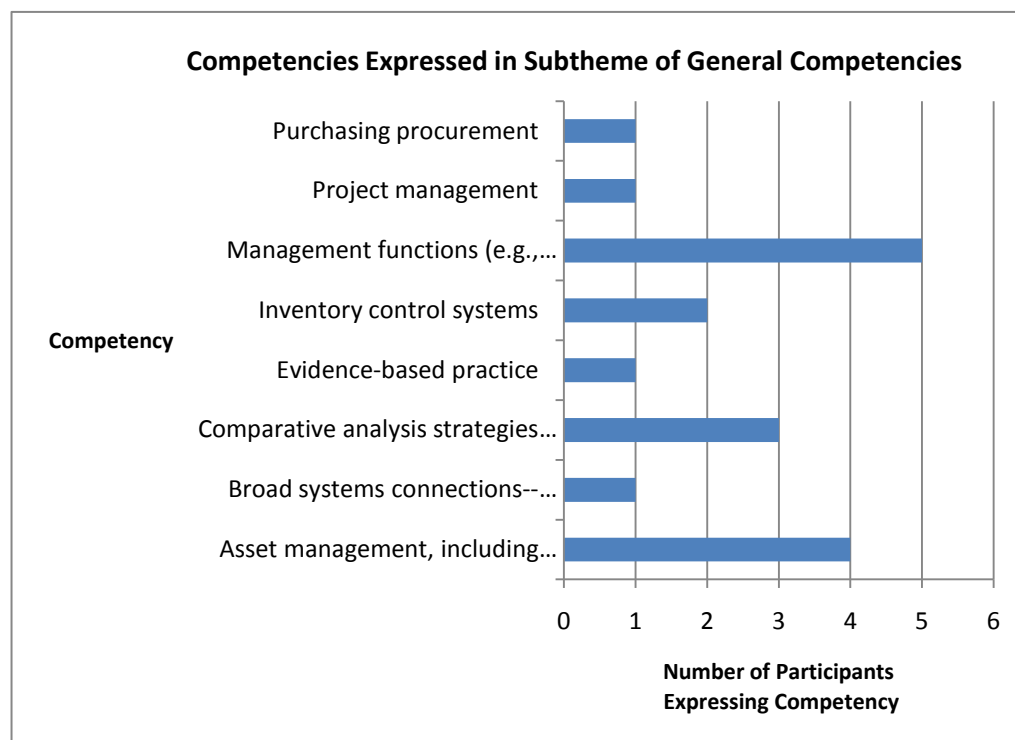 Competencies Expressed in Subtheme of General Competencies
Purchasing procurement
Project management
Management functions (e.g.,…
Inventory control systems
Competency
Evidence-based practice
Comparative analysis strategies…
Broad systems connections--…
Asset management, including…
0 1 2 3 4 5 6
Number of Participants
Expressing Competency